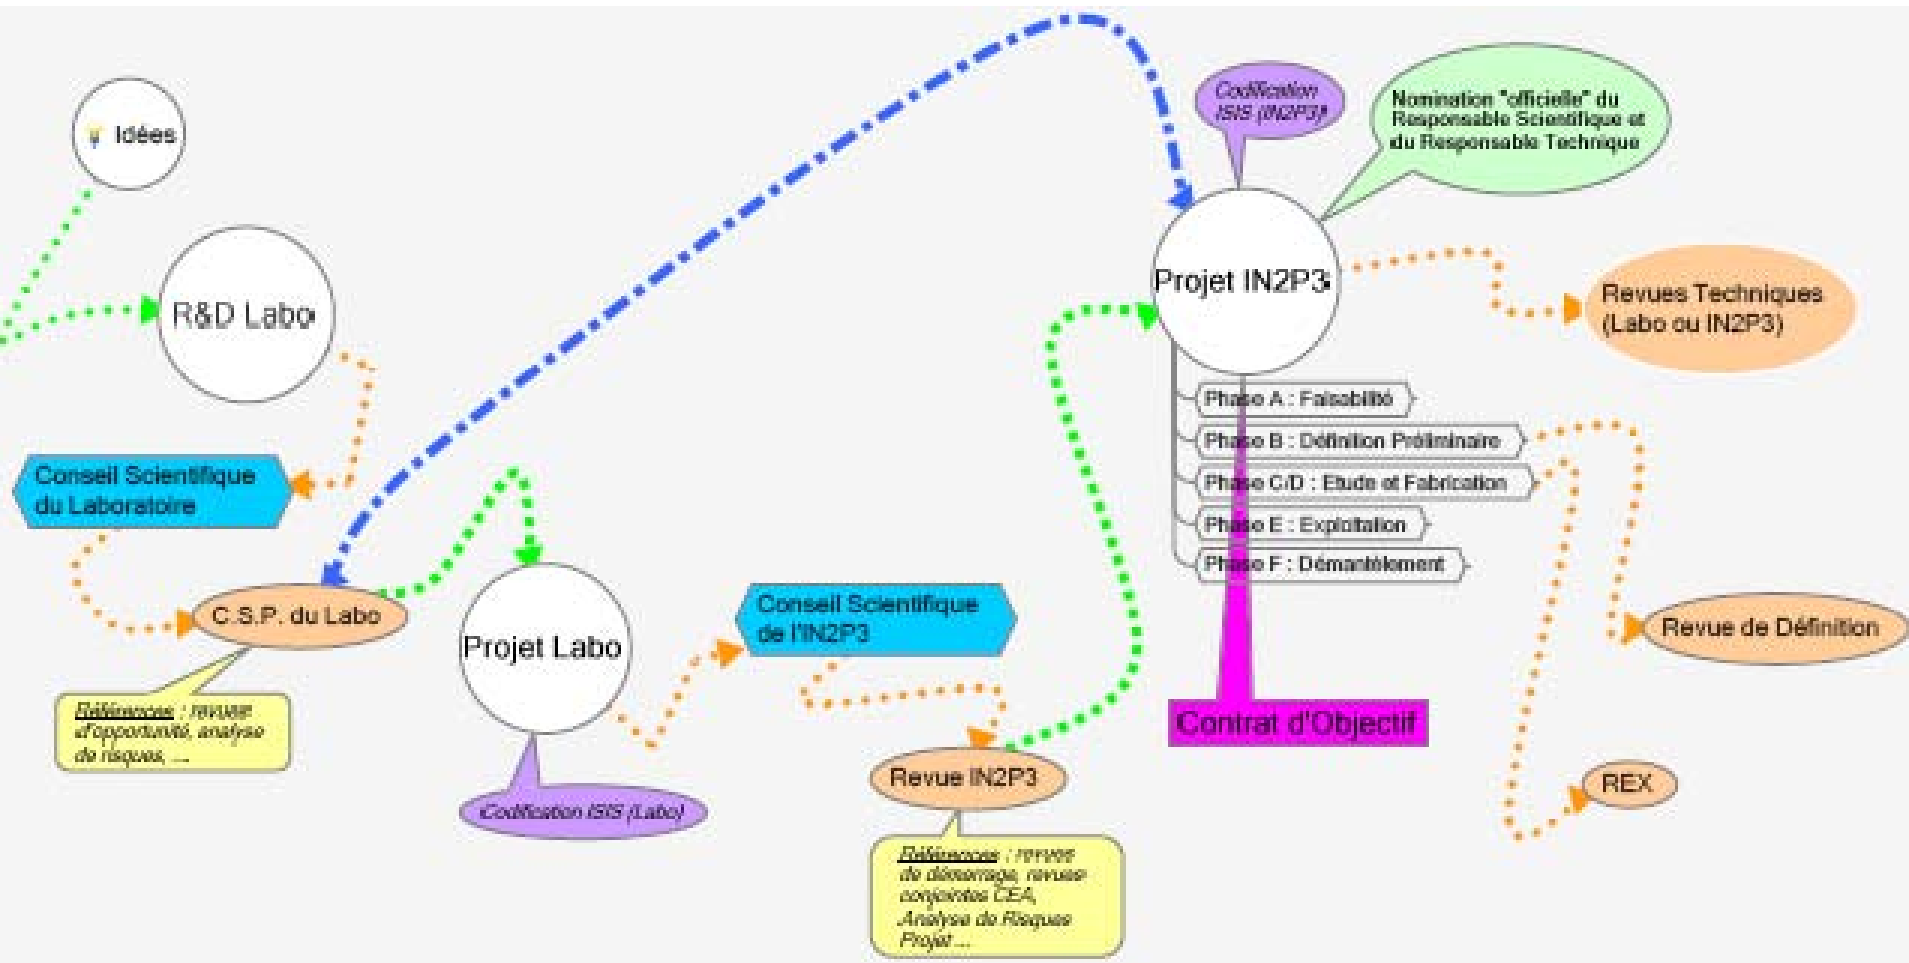 Idées
R&D Labo
Conseil Scientifique
du Laboratoire
C.S.P. du Labo
Références : revues
d'opportunité, analyse
de risques, ...
Projet Labo
Codification ISIS (Labo)
Conseil Scientifique
de l'IN2P3
Revue IN2P3
Références : revues
de démarrage, revues
conjointes CEA,
Analyse de Risques
Projet ...
Codification
ISIS (IN2P3)
Nomination "officielle" du
Responsable Scientifique et
du Responsable Technique
Projet IN2P3
Phase A : Faisabilité
Phase B : Définition Préliminaire
Phase C/D : Etude et Fabrication
Phase E : Exploitation
Phase F : Démantèlement
Contrat d'Objectif
Revues Techniques
(Labo ou IN2P3)
Revue de Définition
REX